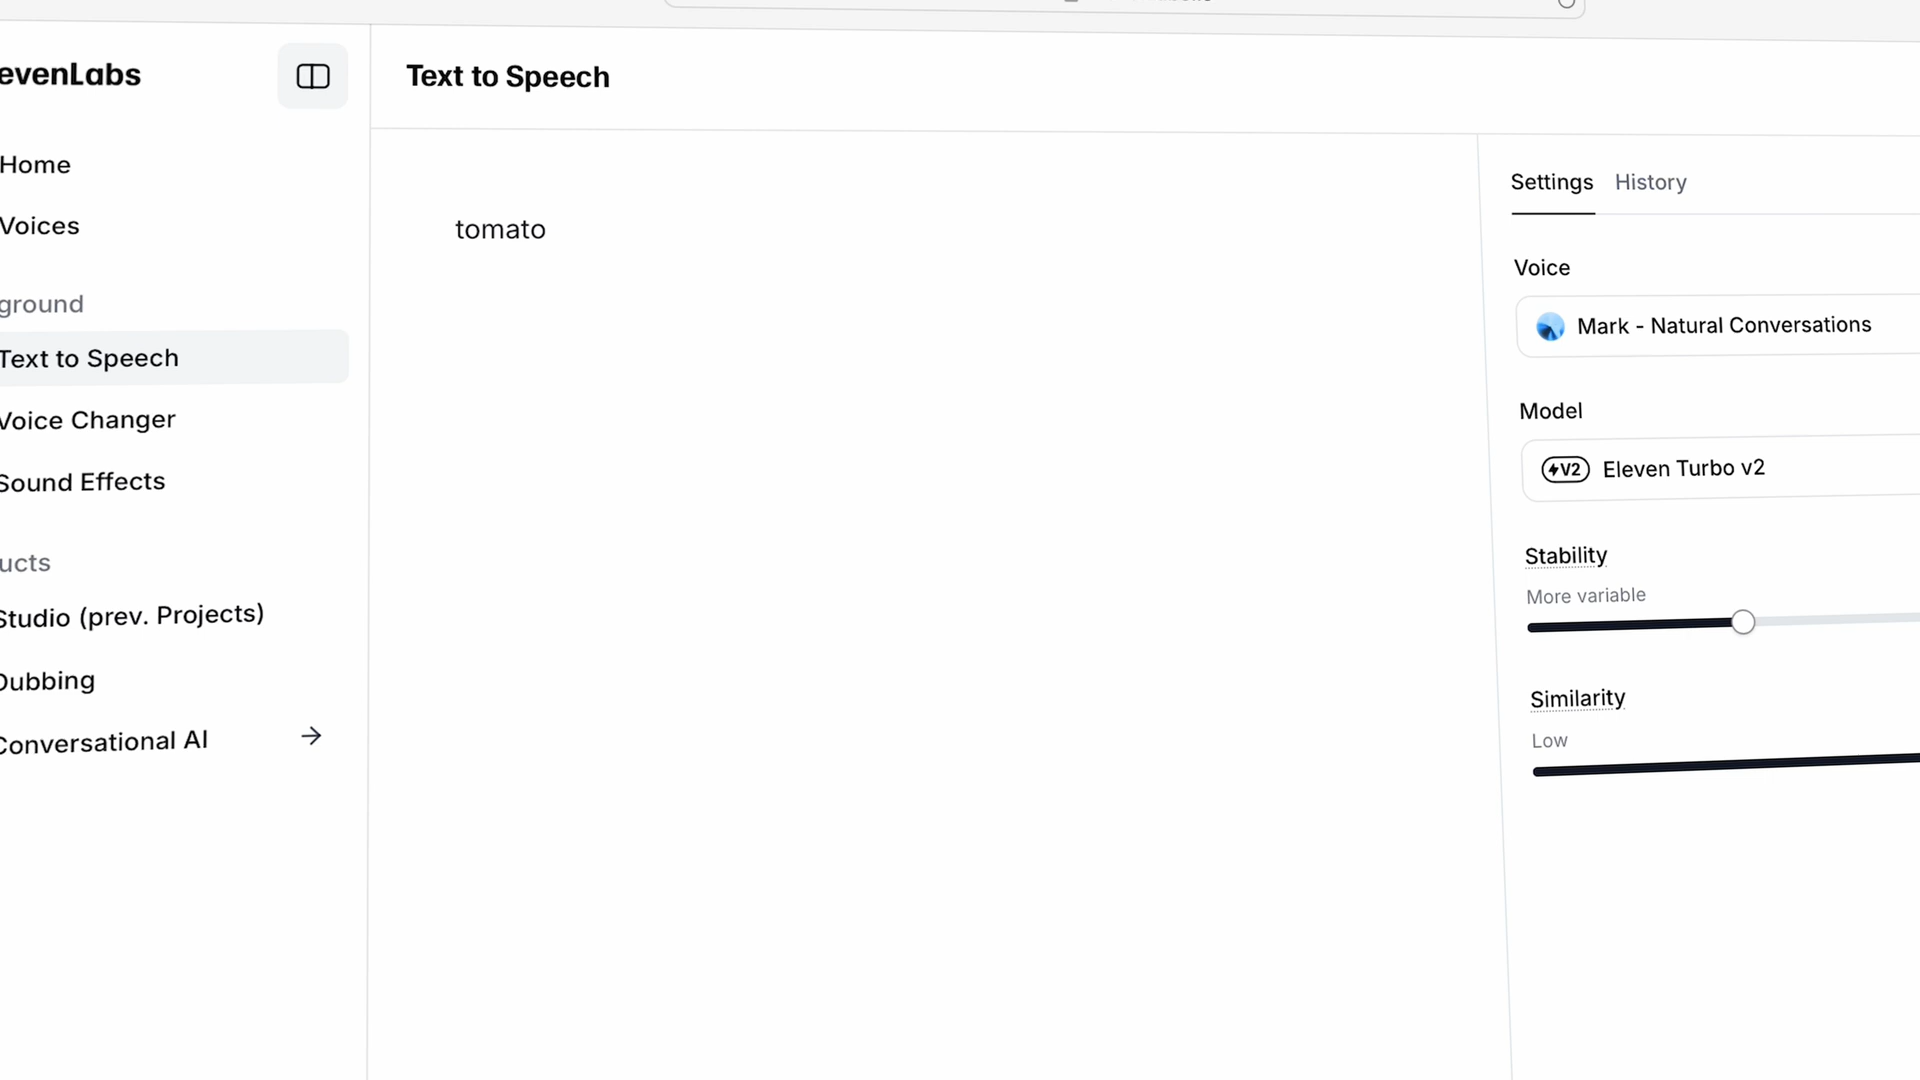 evenLabs
Home
Voices
ground
Text to Speech
Voice Changer
Sound Effects
ucts
Studio (prev. Projects)
Dubbing
Conversational AI
Text to Speech
tomato
Settings History
Voice
Mark - Natural Conversations
Model
V2 Eleven Turbo v2
Stability
More variable
Similarity
Low